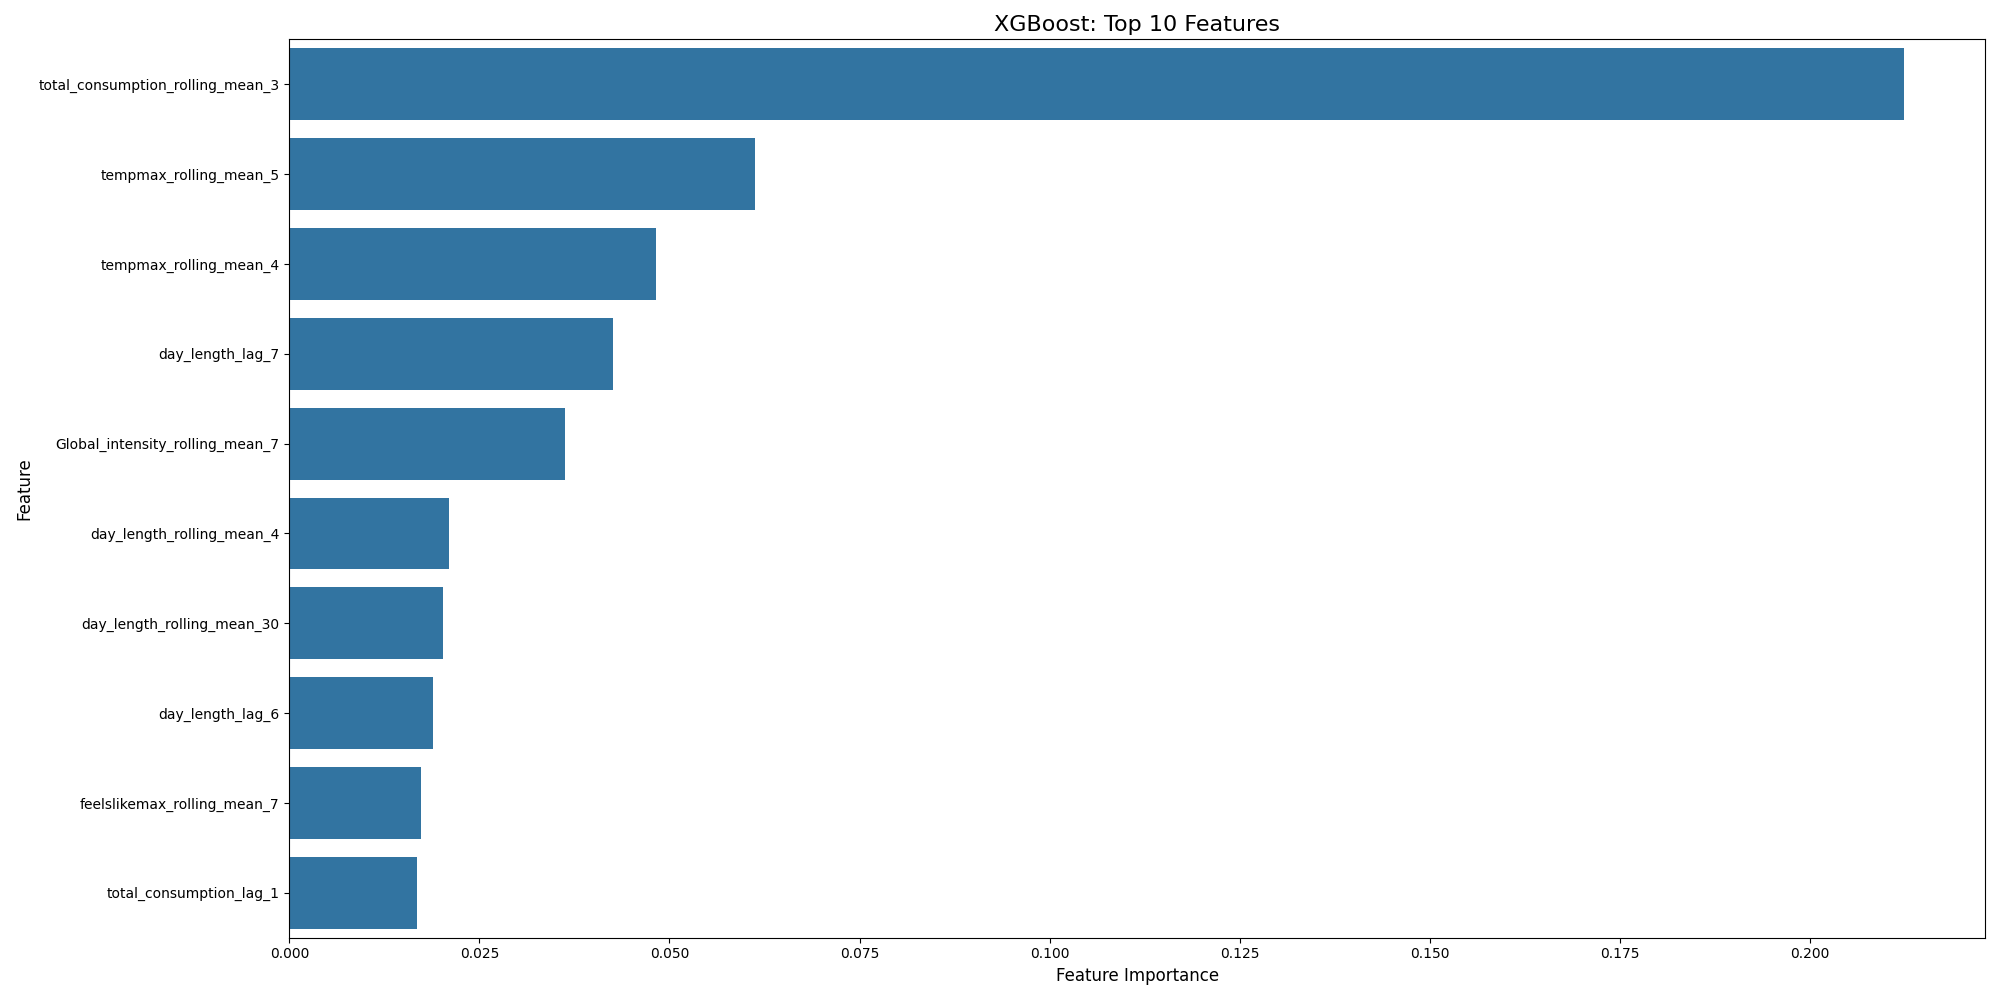 XGBoost: Top 10 Features
total_consumption_rolling_mean_3
tempmax_rolling_mean_5
tempmax_rolling_mean_4
day_length_lag_7
Global_intensity_rolling_mean_7
day_length_rolling_mean_4
day_length_rolling_mean_30
day_length_lag_6
feelslikemax_rolling_mean_7
total_consumption_lag_1
Feature
0.000 0.025 0.050 0.075 0.100 0.125 0.150 0.175 0.200
Feature Importance